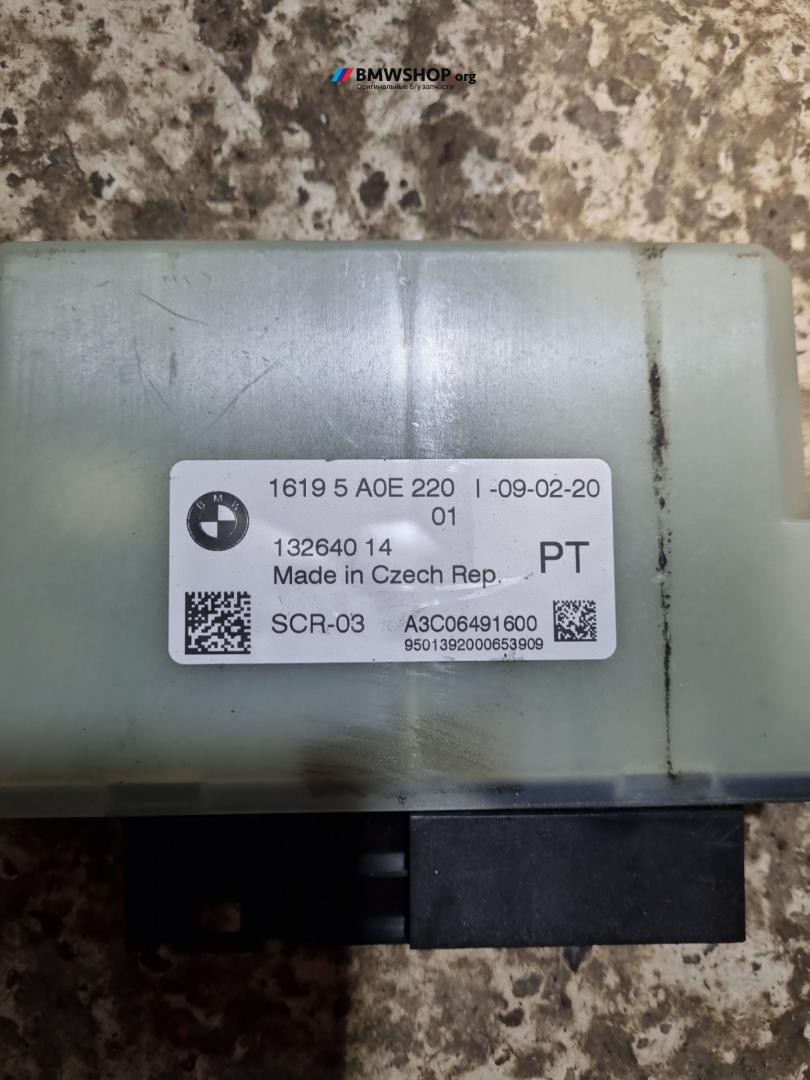 BMWSHOP.org
Оригинальные б/у запчасти
BMW
1619 5 A0E 220 I -09-02-20
01
132640 14
PT
Made in Czech Rep.
SCR-03 A3C06491600
9501392000653909